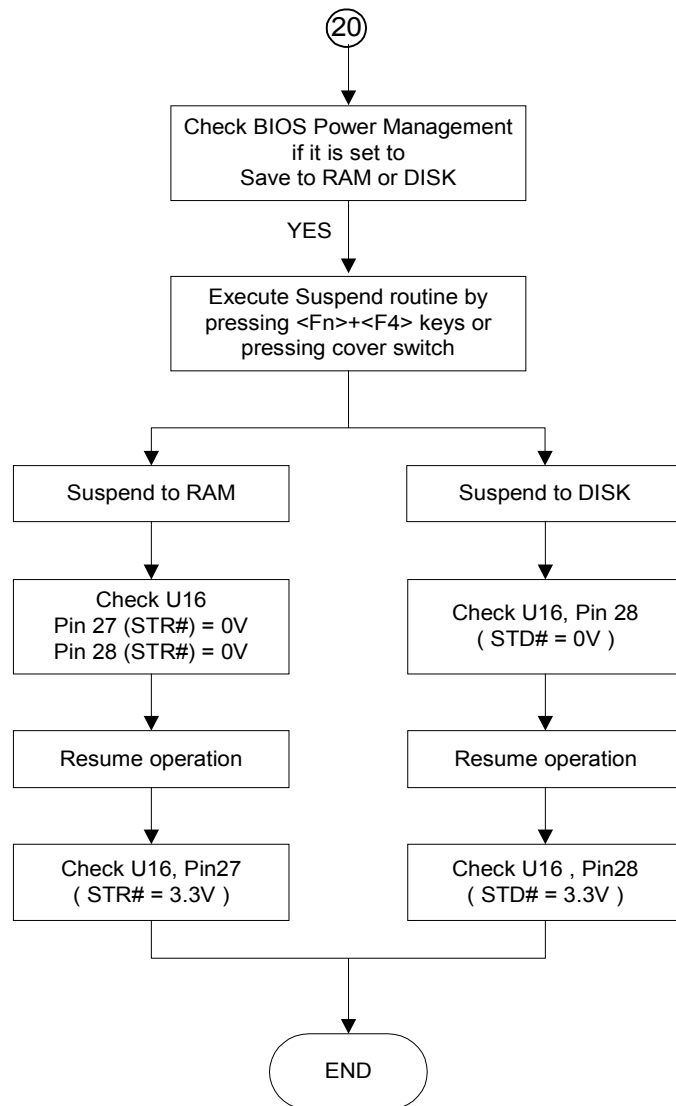 20
Check BIOS Power Management
if it is set to
Save to RAM or DISK
YES
Execute Suspend routine by
pressing <Fn>+<F4> keys or
pressing cover switch
Suspend to RAM
Check U16
Pin 27 (STR#) = 0V
Pin 28 (STR#) = 0V
Resume operation
Check U16, Pin27
( STR# = 3.3V )
Suspend to DISK
Check U16, Pin 28
( STD# = 0V )
Resume operation
Check U16 , Pin28
( STD# = 3.3V )
END